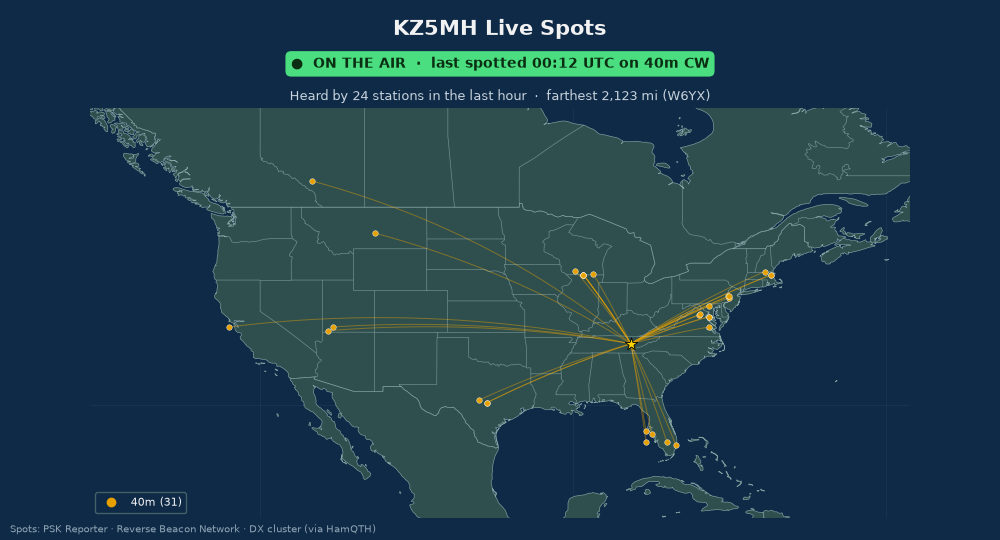 KZ5MH Live Spots
● ON THE AIR · last spotted 00:12 UTC on 40m CW
Heard by 24 stations in the last hour · farthest 2,123 mi (W6YX)
40m (31)
Spots: PSK Reporter · Reverse Beacon Network · DX cluster (via HamQTH)